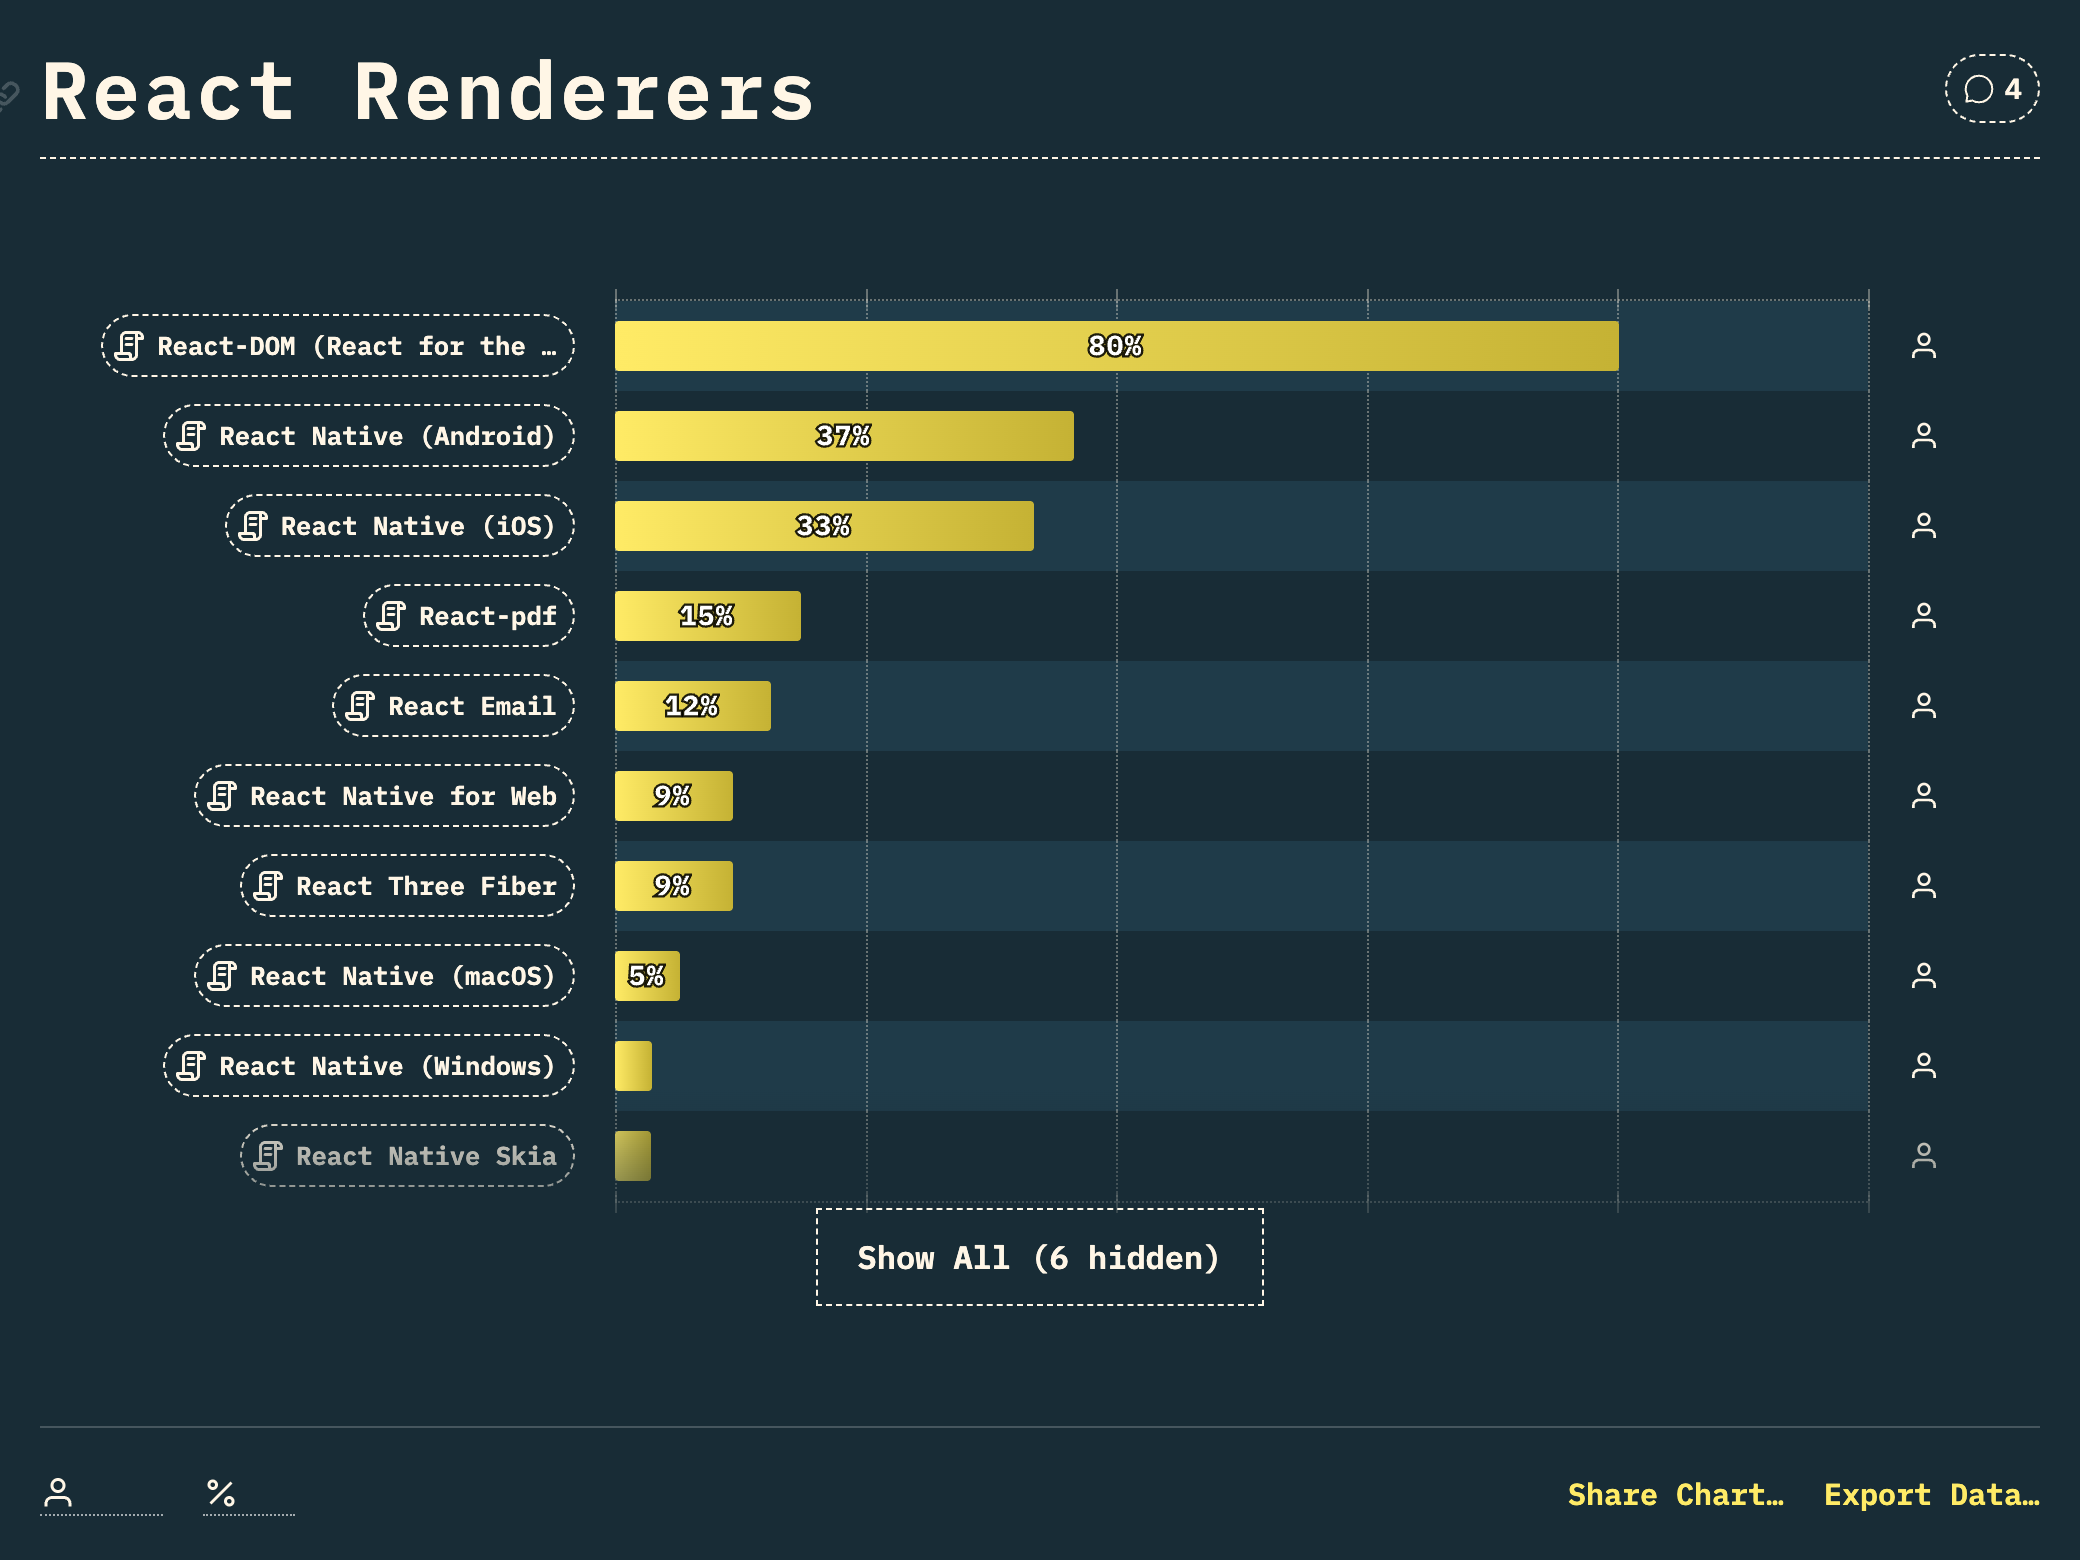 React Renderers
4
React-DOM (React for the …
80%
React Native (Android)
37%
React Native (iOS)
33%
React-pdf
15%
React Email
12%
React Native for Web
9%
React Three Fiber
9%
React Native (macOS)
5%
React Native (Windows)
React Native Skia
Show All (6 hidden)
%
Share Chart… Export Data…